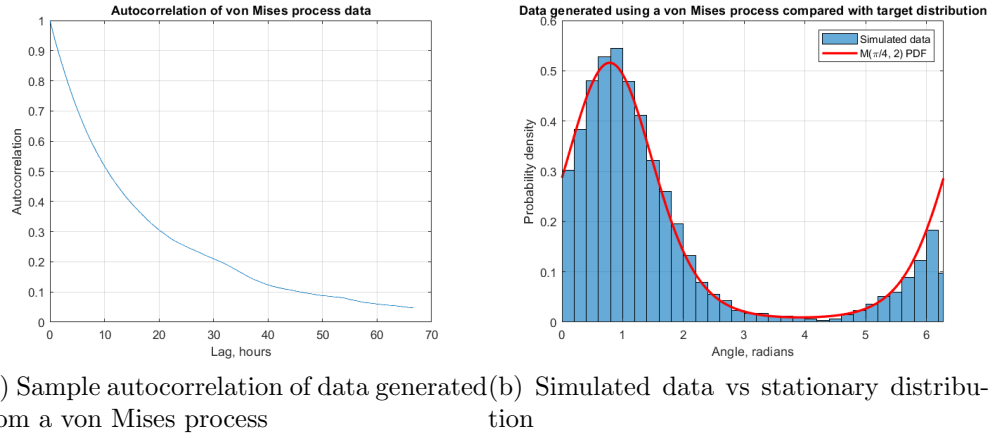 Autocorrelation of von Mises process data
1
0.9
0.8
0.7
0.6
0.5
0.4
0.3
0.2
0.1
0
Autocorrelation
0 10 20 30 40 50 60 70
Lag, hours
Data generated using a von Mises process compared with target distribution
0.6
0.5
0.4
0.3
0.2
0.1
0
Probability density
Simulated data
M(π/4, 2) PDF
0 1 2 3 4 5 6
Angle, radians
) Sample autocorrelation of data generated
om a von Mises process
(b) Simulated data vs stationary distribu-
tion